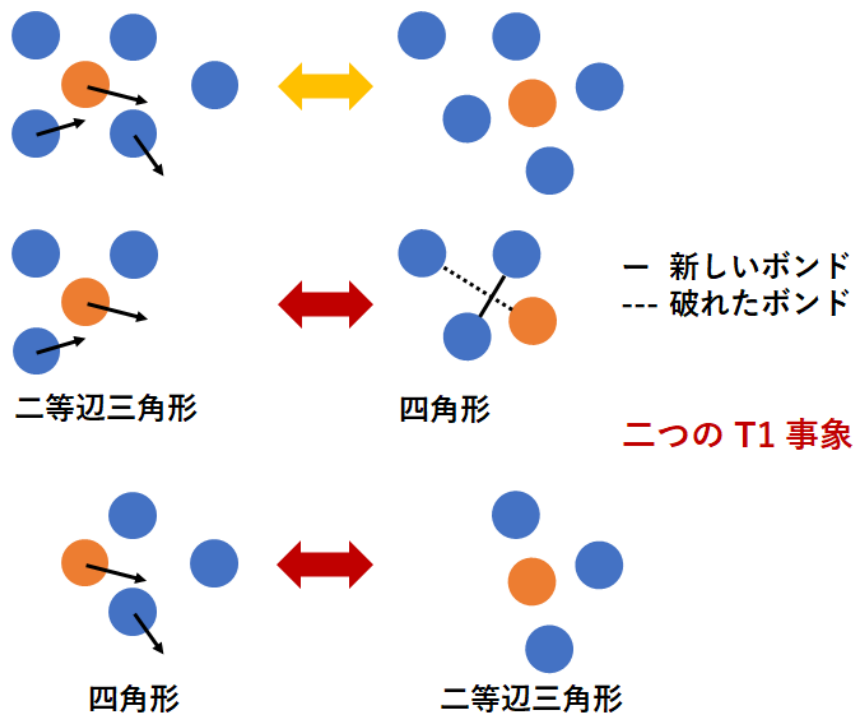 ― 新しいボンド
--- 破れたボンド
二等辺三角形
四角形
二つの T1 事象
四角形
二等辺三角形